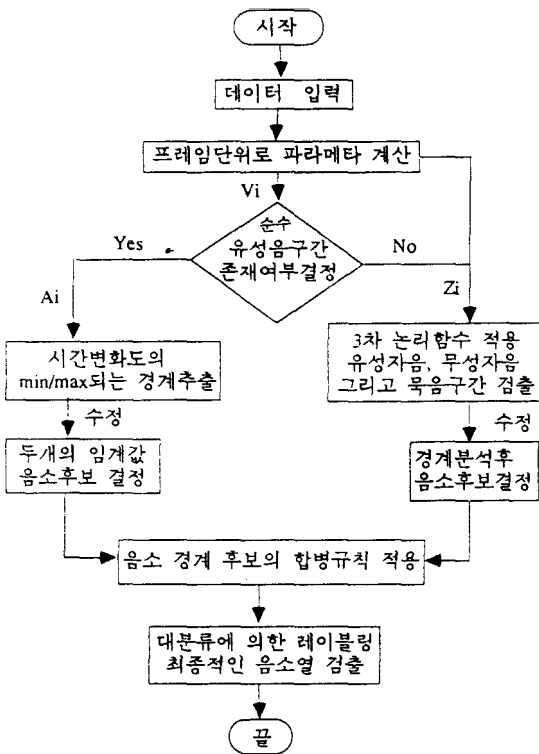 시작
데이터 입력
프레임단위로 파라메타 계산
Vi
순수
유성음구간
존재여부결정
Yes
No
Ai
Zi
시간변화도의
min/max되는 경계추출
3차 논리함수 적용
유성자음, 무성자음
그리고 묵음구간 검출
수정
수정
두개의 임계값
음소후보 결정
경계분석후
음소후보결정
음소 경계 후보의 합병규칙 적용
대분류에 의한 레이블링
최종적인 음소열 검출
끝